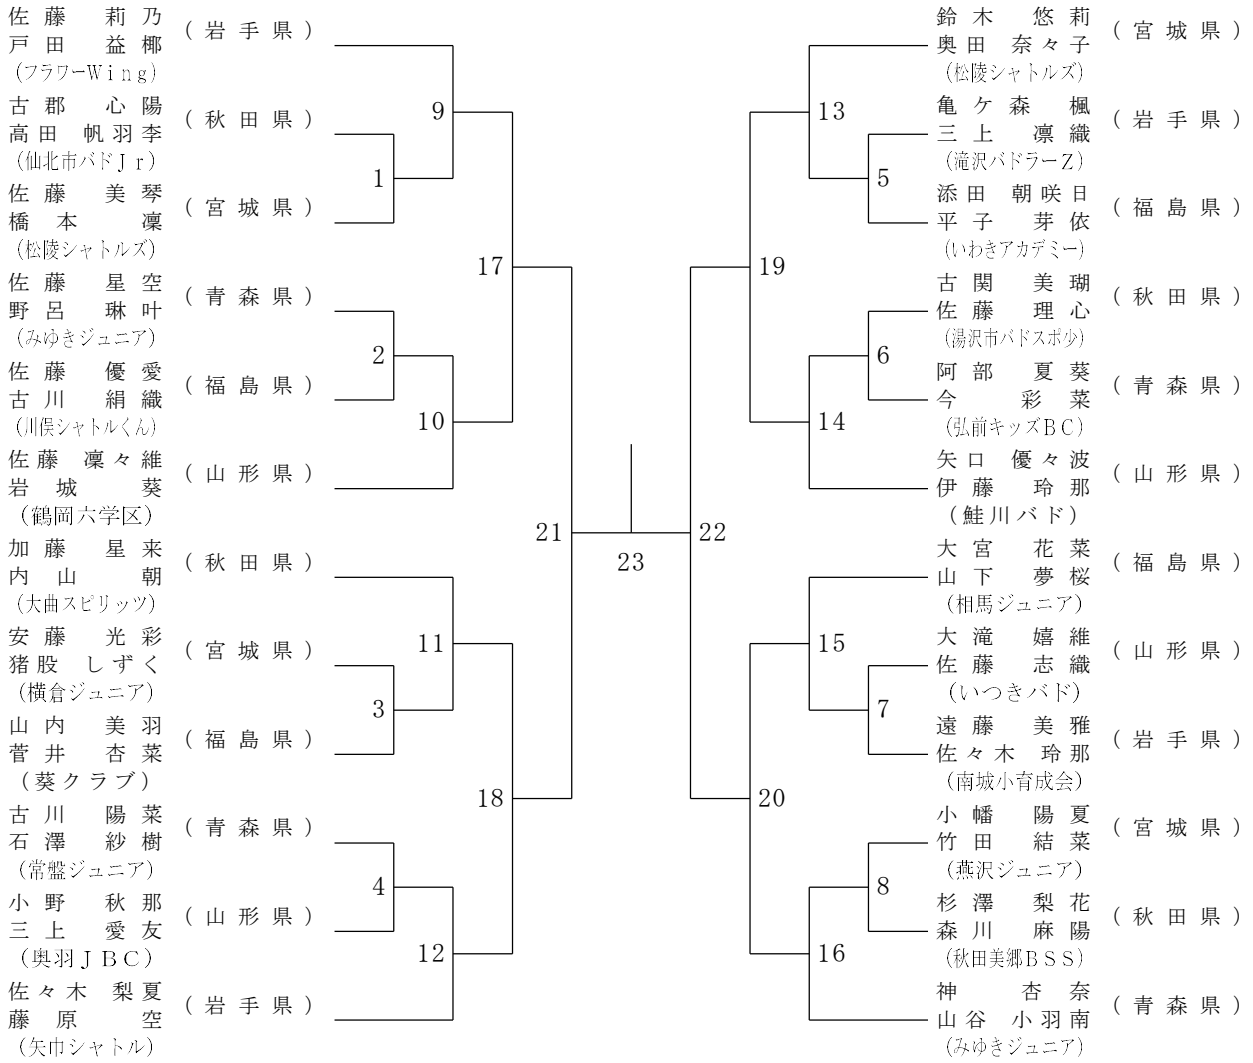 佐藤 莉乃
戸田 益椰
(岩手県)
(フラワーWing)
古郡 心陽
高田 帆羽李
(秋田県)
(仙北市バドJr)
佐藤 美琴
橋本 凜
(宮城県)
(松陵シャトルズ)
佐藤 星空
野呂 琳叶
(青森県)
(みゆきジュニア)
佐藤 優愛
古川 絹織
(福島県)
(川俣シャトルくん)
佐藤 凜々維
岩城 葵
(山形県)
(鶴岡六学区)
加藤 星来
内山 朝
(秋田県)
(大曲スピリッツ)
安藤 光彩
猪股 しずく
(宮城県)
(横倉ジュニア)
山内 美羽
菅井 杏菜
(福島県)
(葵クラブ)
古川 陽菜
石澤 紗樹
(青森県)
(常盤ジュニア)
小野 秋那
三上 愛友
(山形県)
(奥羽JBC)
佐々木 梨夏
藤原 空
(岩手県)
(矢巾シャトル)
1
2
3
4
9
10
11
12
17
18
21
23
22
19
20
13
14
15
16
5
6
7
8
鈴木 悠莉
奥田 奈々子
(宮城県)
(松陵シャトルズ)
亀ケ森 楓
三上 凛織
(岩手県)
(滝沢バドラーZ)
添田 朝咲日
平子 芽依
(福島県)
(いわきアカデミー)
古関 美瑚
佐藤 理心
(秋田県)
(湯沢市バドスポ少)
阿部 夏葵
今 彩菜
(青森県)
(弘前キッズBC)
矢口 優々波
伊藤 玲那
(山形県)
(鮭川バド)
大宮 花菜
山下 夢桜
(福島県)
(相馬ジュニア)
大滝 嬉維
佐藤 志織
(山形県)
(いつきバド)
遠藤 美雅
佐々木 玲那
(岩手県)
(南城小育成会)
小幡 陽夏
竹田 結菜
(宮城県)
(燕沢ジュニア)
杉澤 梨花
森川 麻陽
(秋田県)
(秋田美郷BSS)
神 杏奈
山谷 小羽南
(青森県)
(みゆきジュニア)